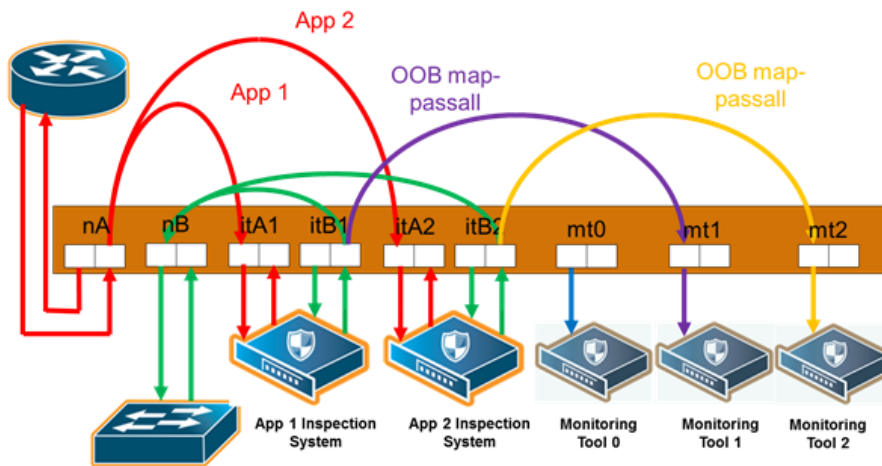 App 2
App 1
OOB map-
passall
OOB map-
passall
nA
nB
itA1
itB1
itA2
itB2
mt0
mt1
mt2
App 1 Inspection
System
App 2 Inspection
System
Monitoring
Tool 0
Monitoring
Tool 1
Monitoring
Tool 2